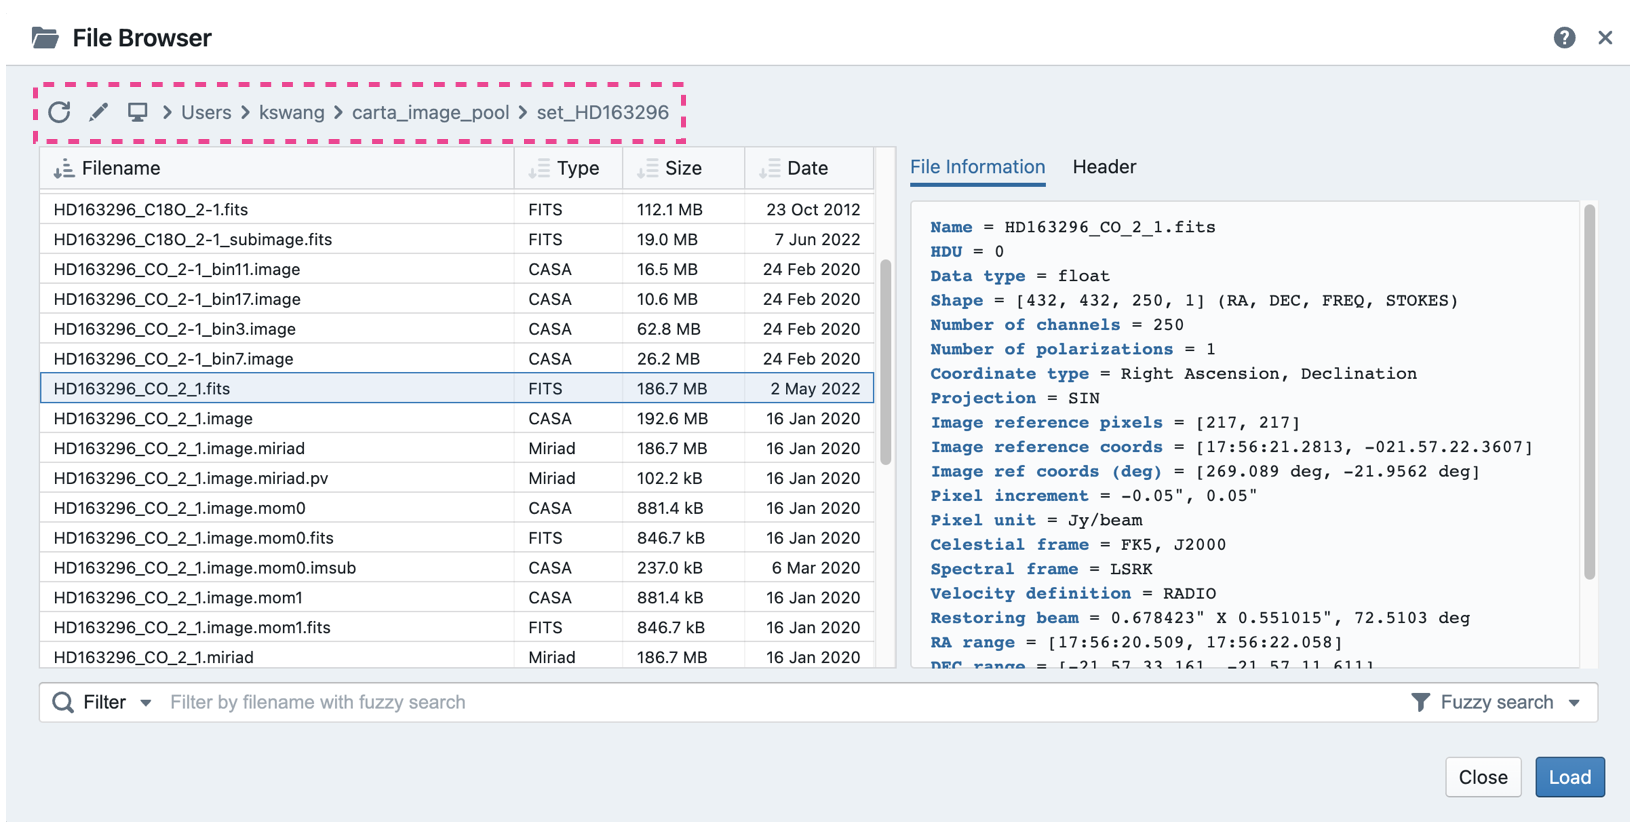 File Browser
Users > kswang > carta_image_pool > set_HD163296
Filename Type Size Date
HD163296_C18O_2-1.fits FITS 112.1 MB 23 Oct 2012
HD163296_C18O_2-1_subimage.fits FITS 19.0 MB 7 Jun 2022
HD163296_CO_2-1_bin11.image CASA 16.5 MB 24 Feb 2020
HD163296_CO_2-1_bin17.image CASA 10.6 MB 24 Feb 2020
HD163296_CO_2-1_bin3.image CASA 62.8 MB 24 Feb 2020
HD163296_CO_2-1_bin7.image CASA 26.2 MB 24 Feb 2020
HD163296_CO_2_1.fits FITS 186.7 MB 2 May 2022
HD163296_CO_2_1.image CASA 192.6 MB 16 Jan 2020
HD163296_CO_2_1.image.miriad Miriad 186.7 MB 16 Jan 2020
HD163296_CO_2_1.image.miriad.pv Miriad 102.2 kB 16 Jan 2020
HD163296_CO_2_1.image.mom0 CASA 881.4 kB 16 Jan 2020
HD163296_CO_2_1.image.mom0.fits FITS 846.7 kB 16 Jan 2020
HD163296_CO_2_1.image.mom0.imsub CASA 237.0 kB 6 Mar 2020
HD163296_CO_2_1.image.mom1 CASA 881.4 kB 16 Jan 2020
HD163296_CO_2_1.image.mom1.fits FITS 846.7 kB 16 Jan 2020
HD163296_CO_2_1.miriad Miriad 186.7 MB 16 Jan 2020
File Information Header
Name = HD163296_CO_2_1.fits
HDU = 0
Data type = float
Shape = [432, 432, 250, 1] (RA, DEC, FREQ, STOKES)
Number of channels = 250
Number of polarizations = 1
Coordinate type = Right Ascension, Declination
Projection = SIN
Image reference pixels = [217, 217]
Image reference coords = [17:56:21.2813, -021.57.22.3607]
Image ref coords (deg) = [269.089 deg, -21.9562 deg]
Pixel increment = -0.05", 0.05"
Pixel unit = Jy/beam
Celestial frame = FK5, J2000
Spectral frame = LSRK
Velocity definition = RADIO
Restoring beam = 0.678423" X 0.551015", 72.5103 deg
RA range = [17:56:20.509, 17:56:22.058]
DEC range = [-21.57.33.161, -21.57.11.611]
Filter Filter by filename with fuzzy search Fuzzy search
Close Load